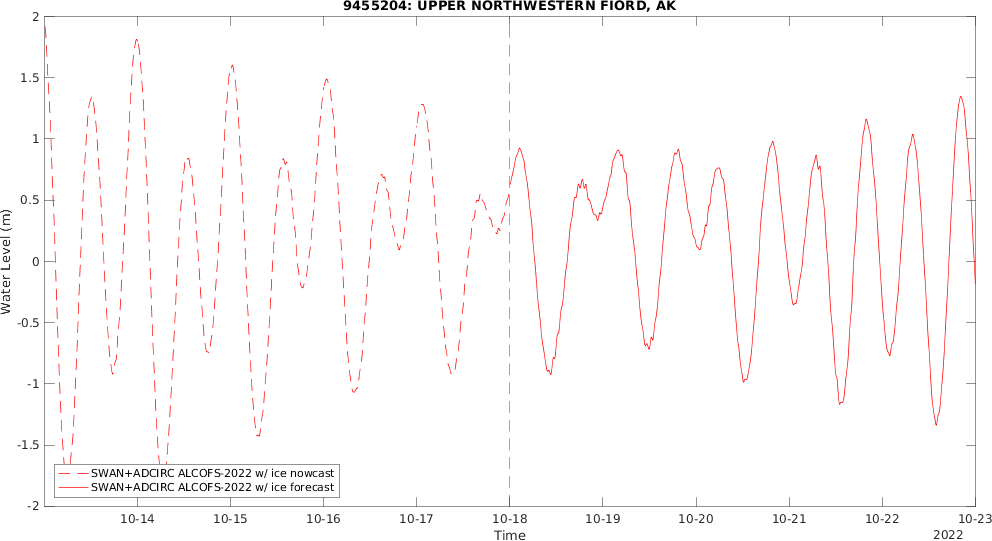 9455204: UPPER NORTHWESTERN FIORD, AK
Water Level (m)
2
1.5
1
0.5
0
-0.5
-1
-1.5
-2
SWAN+ADCIRC ALCOFS-2022 w/ ice nowcast
SWAN+ADCIRC ALCOFS-2022 w/ ice forecast
10-14 10-15 10-16 10-17 10-18 10-19 10-20 10-21 10-22 10-23
Time
2022